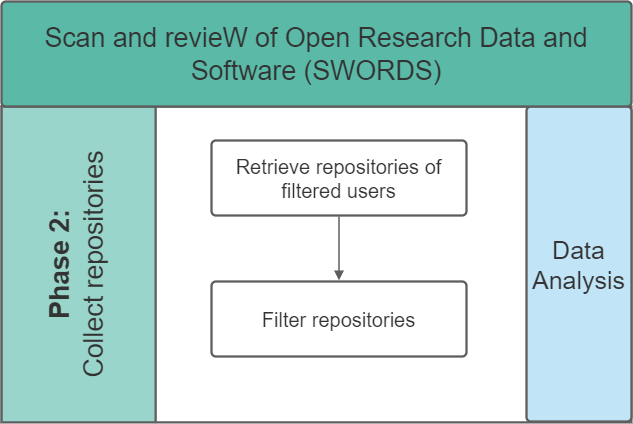 Scan and revieW of Open Research Data and
Software (SWORDS)
Phase 2:
Collect repositories
Retrieve repositories of
filtered users
Filter repositories
Data
Analysis